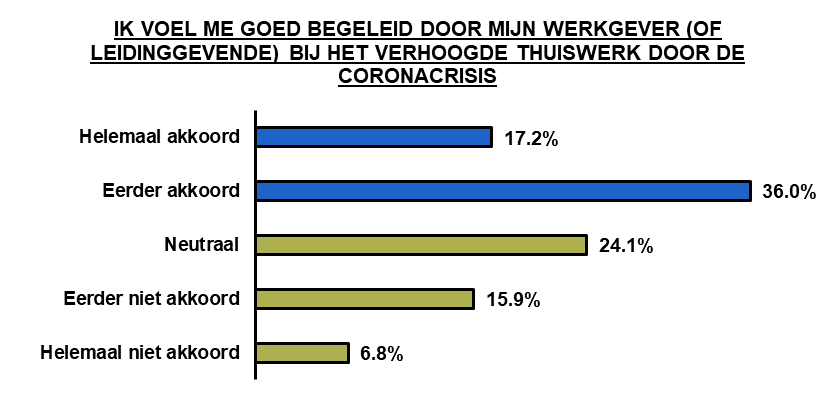 IK VOEL ME GOED BEGELEID DOOR MIJN WERKGEVER (OF
LEIDINGGEVENDE) BIJ HET VERHOOGDE THUISWERK DOOR DE
CORONACRISIS
Helemaal akkoord 17.2%
Eerder akkoord 36.0%
Neutraal 24.1%
Eerder niet akkoord 15.9%
Helemaal niet akkoord 6.8%